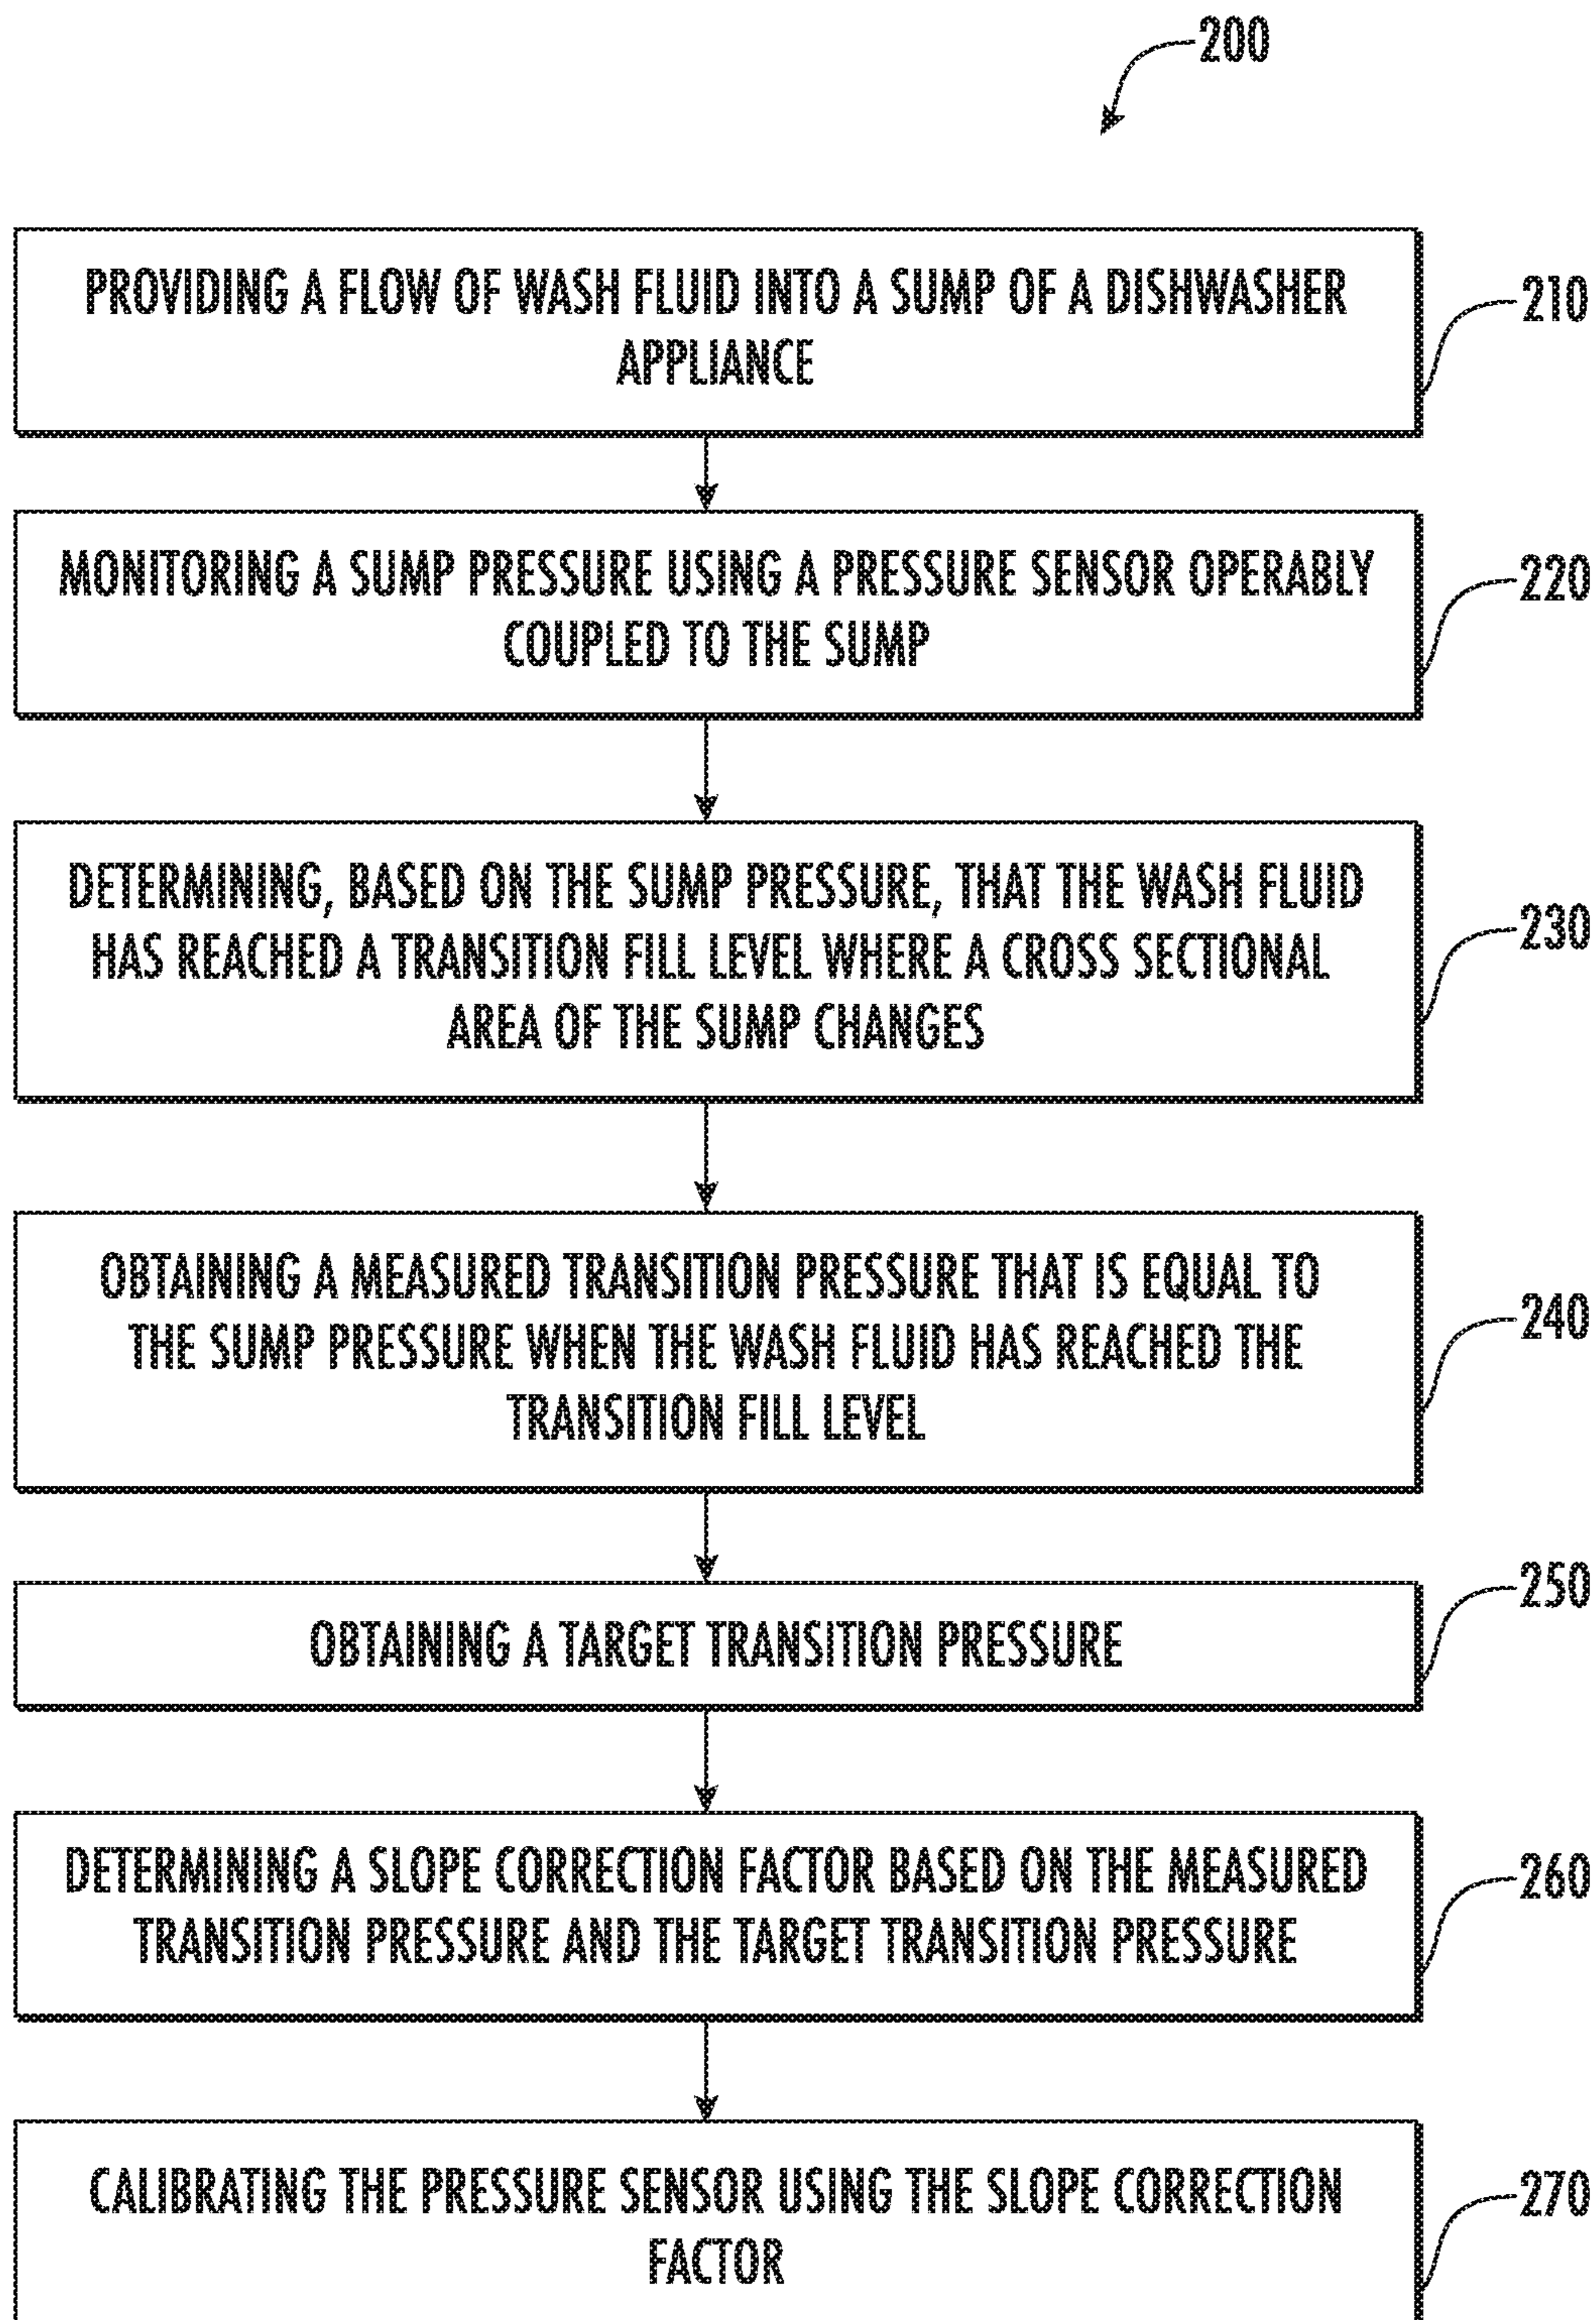 200
PROVIDING A FLOW OF WASH FLUID INTO A SUMP OF A DISHWASHER
APPLIANCE
210
MONITORING A SUMP PRESSURE USING A PRESSURE SENSOR OPERABLY
COUPLED TO THE SUMP
220
DETERMINING, BASED ON THE SUMP PRESSURE, THAT THE WASH FLUID
HAS REACHED A TRANSITION FILL LEVEL WHERE A CROSS SECTIONAL
AREA OF THE SUMP CHANGES
230
OBTAINING A MEASURED TRANSITION PRESSURE THAT IS EQUAL TO
THE SUMP PRESSURE WHEN THE WASH FLUID HAS REACHED THE
TRANSITION FILL LEVEL
240
OBTAINING A TARGET TRANSITION PRESSURE
250
DETERMINING A SLOPE CORRECTION FACTOR BASED ON THE MEASURED
TRANSITION PRESSURE AND THE TARGET TRANSITION PRESSURE
260
CALIBRATING THE PRESSURE SENSOR USING THE SLOPE CORRECTION
FACTOR
270